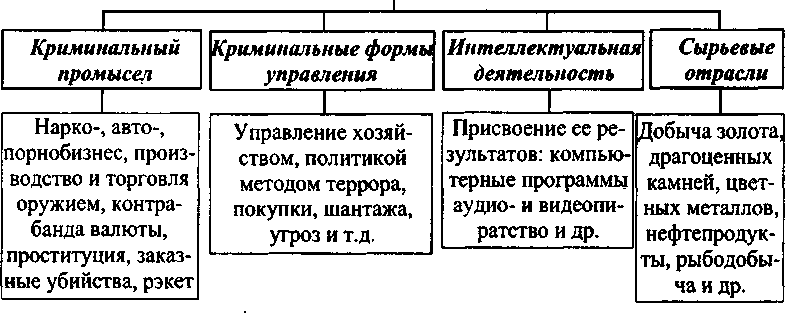 Криминальный
промысел
Нарко-, авто-,
порнобизнес, произ-
водство и торговля
оружием, контра-
банда валюты,
проституция, заказ-
ные убийства, рэкет
Криминальные формы
управления
Управление хозяй-
ством, политикой
методом террора,
покупки, шантажа,
угроз и т.д.
Интеллектуальная
деятельность
Присвоение ее ре-
зультатов: компью-
терные программы
аудио- и видеопи-
ратство и др.
Сырьевые
отрасли
Добыча золота,
драгоценных
камней, цвет-
ных металлов,
нефтепродук-
ты, рыбодобы-
ча и др.